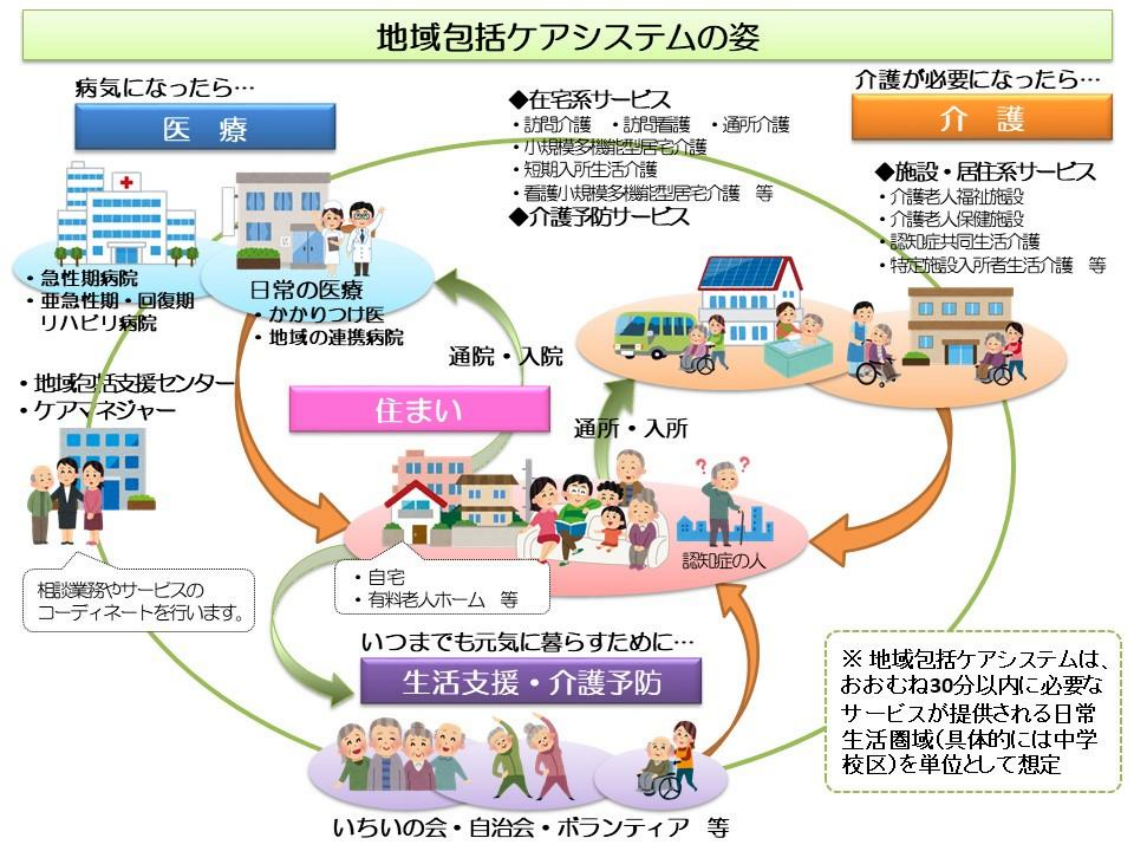 地域包括ケアシステムの姿
病気になったら…
医　療
・急性期病院
・亜急性期・回復期
リハビリ病院
日常の医療
・かかりつけ医
・地域の連携病院
◆在宅系サービス
・訪問介護　・訪問看護　・通所介護
・小規模多機能型居宅介護
・短期入所生活介護
・看護小規模多機能型居宅介護　等
◆介護予防サービス
介護が必要になったら…
介　護
◆施設・居住系サービス
・介護老人福祉施設
・介護老人保健施設
・認知症共同生活介護
・特定施設入所者生活介護　等
通院・入院
通所・入所
・地域包括支援センター
・ケアマネジャー
相談業務やサービスの
コーディネートを行います。
住まい
認知症の人
・自宅
・有料老人ホーム　等
いつまでも元気に暮らすために…
生活支援・介護予防
いちいの会・自治会・ボランティア　等
※ 地域包括ケアシステムは、
おおむね30分以内に必要な
サービスが提供される日常
生活圏域(具体的には中学
校区)を単位として想定